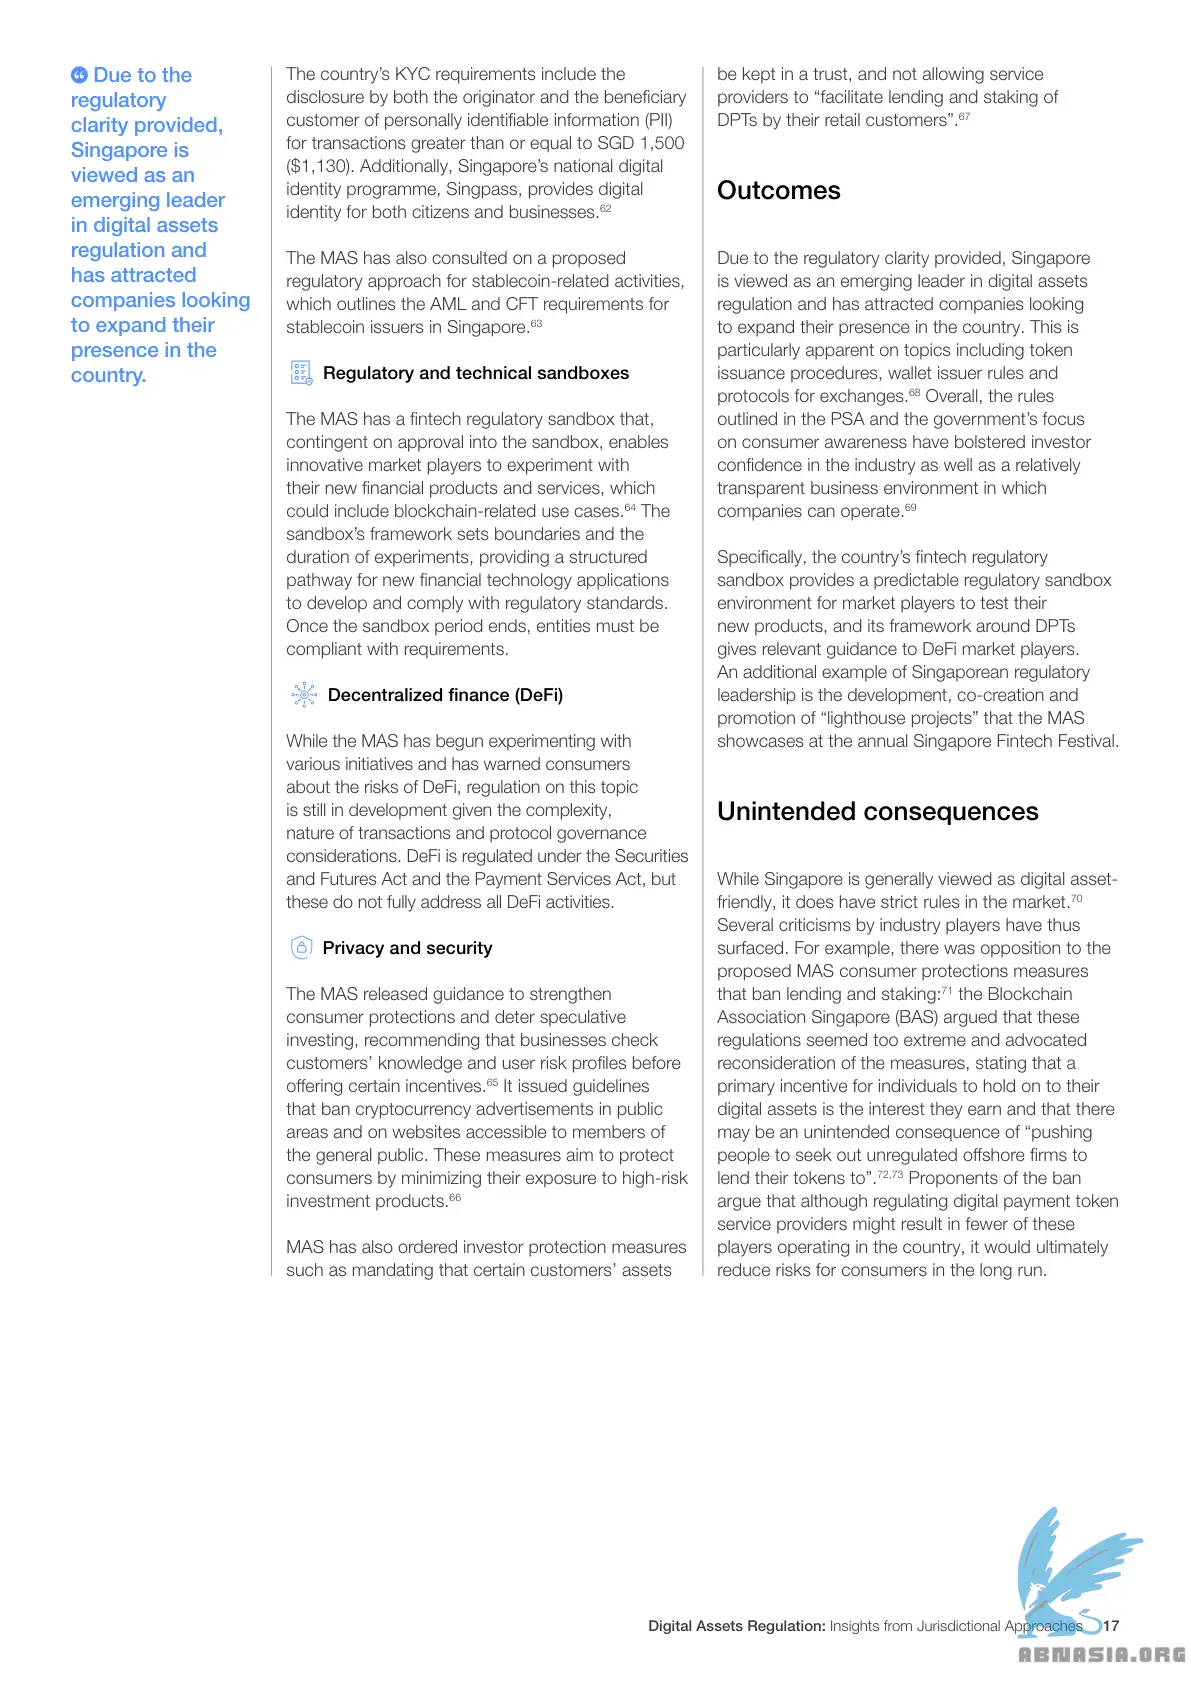 Due to the
regulatory
clarity provided,
Singapore is
viewed as an
emerging leader
in digital assets
regulation and
has attracted
companies looking
to expand their
presence in the
country.
The country’s KYC requirements include the
disclosure by both the originator and the beneficiary
customer of personally identifiable information (PII)
for transactions greater than or equal to SGD 1,500
($1,130). Additionally, Singapore’s national digital
identity programme, Singpass, provides digital
identity for both citizens and businesses.62
The MAS has also consulted on a proposed
regulatory approach for stablecoin-related activities,
which outlines the AML and CFT requirements for
stablecoin issuers in Singapore.63
Regulatory and technical sandboxes
The MAS has a fintech regulatory sandbox that,
contingent on approval into the sandbox, enables
innovative market players to experiment with
their new financial products and services, which
could include blockchain-related use cases.64 The
sandbox’s framework sets boundaries and the
duration of experiments, providing a structured
pathway for new financial technology applications
to develop and comply with regulatory standards.
Once the sandbox period ends, entities must be
compliant with requirements.
Decentralized finance (DeFi)
While the MAS has begun experimenting with
various initiatives and has warned consumers
about the risks of DeFi, regulation on this topic
is still in development given the complexity,
nature of transactions and protocol governance
considerations. DeFi is regulated under the Securities
and Futures Act and the Payment Services Act, but
these do not fully address all DeFi activities.
Privacy and security
The MAS released guidance to strengthen
consumer protections and deter speculative
investing, recommending that businesses check
customers’ knowledge and user risk profiles before
offering certain incentives.65 It issued guidelines
that ban cryptocurrency advertisements in public
areas and on websites accessible to members of
the general public. These measures aim to protect
consumers by minimizing their exposure to high-risk
investment products.66
MAS has also ordered investor protection measures
such as mandating that certain customers’ assets
be kept in a trust, and not allowing service
providers to “facilitate lending and staking of
DPTs by their retail customers”.67
Outcomes
Due to the regulatory clarity provided, Singapore
is viewed as an emerging leader in digital assets
regulation and has attracted companies looking
to expand their presence in the country. This is
particularly apparent on topics including token
issuance procedures, wallet issuer rules and
protocols for exchanges.68 Overall, the rules
outlined in the PSA and the government’s focus
on consumer awareness have bolstered investor
confidence in the industry as well as a relatively
transparent business environment in which
companies can operate.69
Specifically, the country’s fintech regulatory
sandbox provides a predictable regulatory sandbox
environment for market players to test their
new products, and its framework around DPTs
gives relevant guidance to DeFi market players.
An additional example of Singaporean regulatory
leadership is the development, co-creation and
promotion of “lighthouse projects” that the MAS
showcases at the annual Singapore Fintech Festival.
Unintended consequences
While Singapore is generally viewed as digital asset-
friendly, it does have strict rules in the market.70
Several criticisms by industry players have thus
surfaced. For example, there was opposition to the
proposed MAS consumer protections measures
that ban lending and staking:71 the Blockchain
Association Singapore (BAS) argued that these
regulations seemed too extreme and advocated
reconsideration of the measures, stating that a
primary incentive for individuals to hold on to their
digital assets is the interest they earn and that there
may be an unintended consequence of “pushing
people to seek out unregulated offshore firms to
lend their tokens to”.72,73 Proponents of the ban
argue that although regulating digital payment token
service providers might result in fewer of these
players operating in the country, it would ultimately
reduce risks for consumers in the long run.
Digital Assets Regulation: Insights from Jurisdictional Approaches 17
ABNASIA.ORG